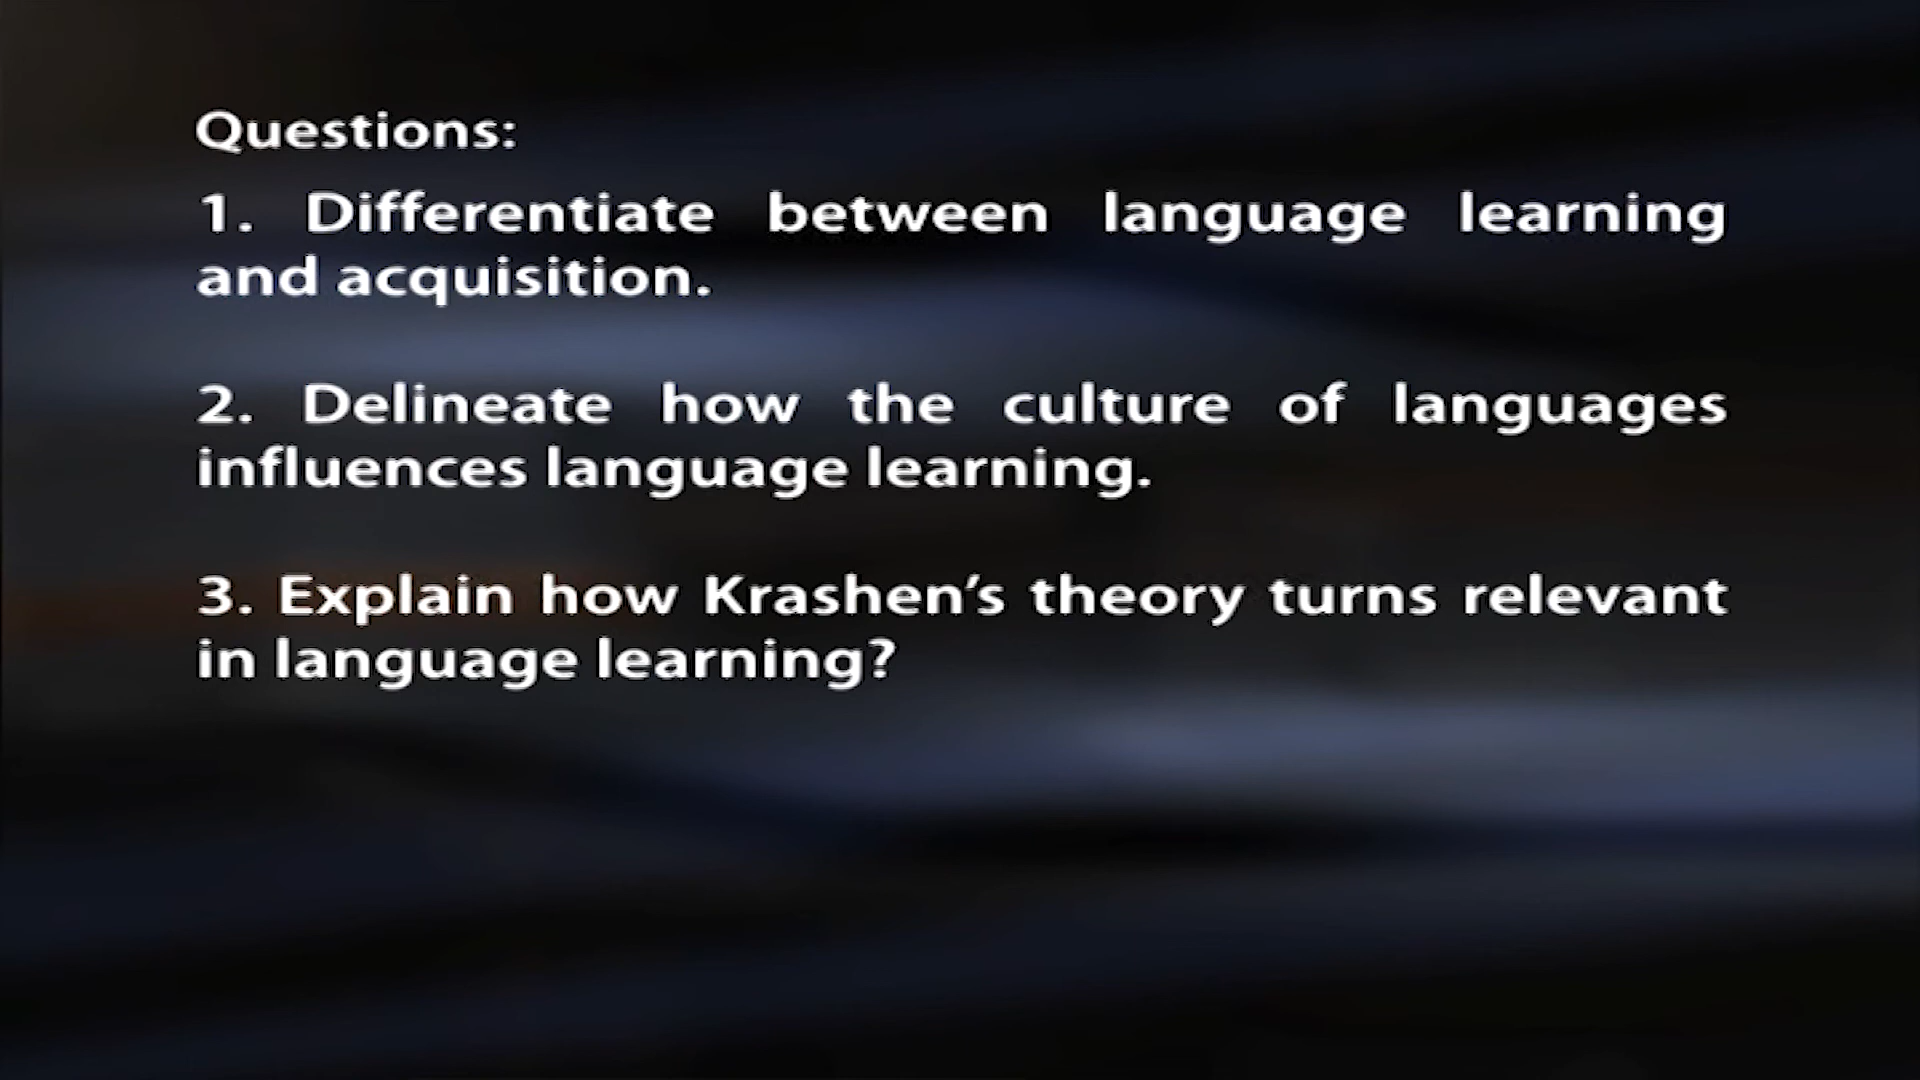 Questions:
1. Differentiate between language learning
and acquisition.
2. Delineate how the culture of languages
influences language learning.
3. Explain how Krashen’s theory turns relevant
in language learning?